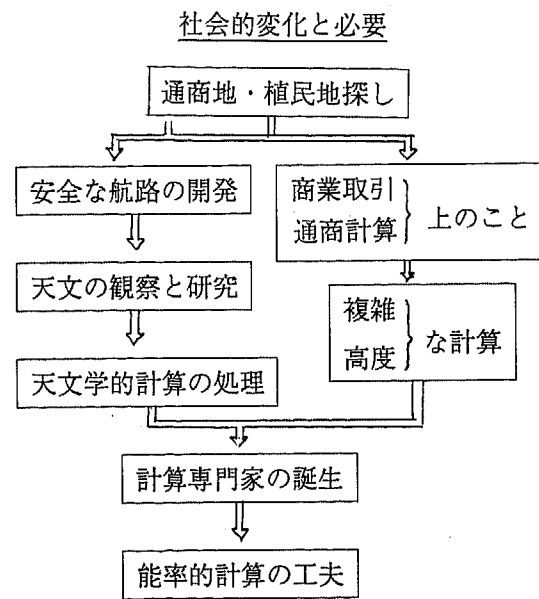 社会的変化と必要
通商地・植民地探し
安全な航路の開発
天文の観察と研究
天文学的計算の処理
商業取引
通商計算
上のこと
複雑
高度
な計算
計算専門家の誕生
能率的計算の工夫